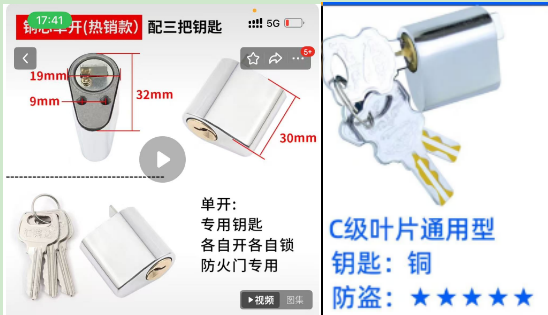 17:41
5G
铜芯单开(热销款)
配三把钥匙
5+
19mm
9mm
32mm
30mm
单开：
专用钥匙
各自开各自锁
防火门专用
视频
图集
C级叶片通用型
钥匙：铜
防盗：★★★★★